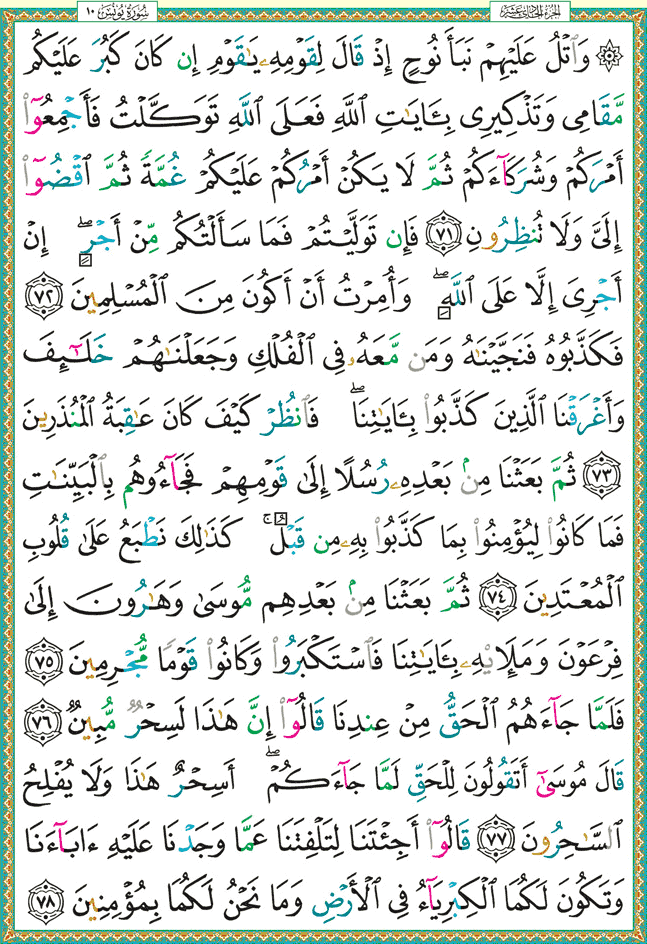 الجزء الحادي عشر سُورَةُ يُونُسَ ١٠
۞ وَٱتۡلُ عَلَيۡهِمۡ نَبَأَ نُوحٍ إِذۡ قَالَ لِقَوۡمِهِۦ يَٰقَوۡمِ إِن كَانَ كَبُرَ عَلَيۡكُم
مَّقَامِي وَتَذۡكِيرِي بِـَٔايَٰتِ ٱللَّهِ فَعَلَى ٱللَّهِ تَوَكَّلۡتُ فَأَجۡمِعُوٓاْ
أَمۡرَكُمۡ وَشُرَكَآءَكُمۡ ثُمَّ لَا يَكُنۡ أَمۡرُكُمۡ عَلَيۡكُمۡ غُمَّةٗ ثُمَّ ٱقۡضُوٓاْ
إِلَيَّ وَلَا تُنظِرُونِ ٧١ فَإِن تَوَلَّيۡتُمۡ فَمَا سَأَلۡتُكُم مِّنۡ أَجۡرٍۖ إِنۡ
أَجۡرِيَ إِلَّا عَلَى ٱللَّهِۖ وَأُمِرۡتُ أَنۡ أَكُونَ مِنَ ٱلۡمُسۡلِمِينَ ٧٢
فَكَذَّبُوهُ فَنَجَّيۡنَٰهُ وَمَن مَّعَهُۥ فِي ٱلۡفُلۡكِ وَجَعَلۡنَٰهُمۡ خَلَٰٓئِفَ
وَأَغۡرَقۡنَا ٱلَّذِينَ كَذَّبُواْ بِـَٔايَٰتِنَاۖ فَٱنظُرۡ كَيۡفَ كَانَ عَٰقِبَةُ ٱلۡمُنذَرِينَ
٧٣ ثُمَّ بَعَثۡنَا مِنۢ بَعۡدِهِۦ رُسُلًا إِلَىٰ قَوۡمِهِمۡ فَجَآءُوهُم بِٱلۡبَيِّنَٰتِ
فَمَا كَانُواْ لِيُؤۡمِنُواْ بِمَا كَذَّبُواْ بِهِۦ مِن قَبۡلُۚ كَذَٰلِكَ نَطۡبَعُ عَلَىٰ قُلُوبِ
ٱلۡمُعۡتَدِينَ ٧٤ ثُمَّ بَعَثۡنَا مِنۢ بَعۡدِهِم مُّوسَىٰ وَهَٰرُونَ إِلَىٰ
فِرۡعَوۡنَ وَمَلَإِيْهِۦ بِـَٔايَٰتِنَا فَٱسۡتَكۡبَرُواْ وَكَانُواْ قَوۡمٗا مُّجۡرِمِينَ ٧٥
فَلَمَّا جَآءَهُمُ ٱلۡحَقُّ مِنۡ عِندِنَا قَالُوٓاْ إِنَّ هَٰذَا لَسِحۡرٞ مُّبِينٞ ٧٦
قَالَ مُوسَىٰٓ أَتَقُولُونَ لِلۡحَقِّ لَمَّا جَآءَكُمۡۖ أَسِحۡرٌ هَٰذَا وَلَا يُفۡلِحُ
ٱلسَّٰحِرُونَ ٧٧ قَالُوٓاْ أَجِئۡتَنَا لِتَلۡفِتَنَا عَمَّا وَجَدۡنَا عَلَيۡهِ ءَابَآءَنَا
وَتَكُونَ لَكُمَا ٱلۡكِبۡرِيَآءُ فِي ٱلۡأَرۡضِ وَمَا نَحۡنُ لَكُمَا بِمُؤۡمِنِينَ ٧٨